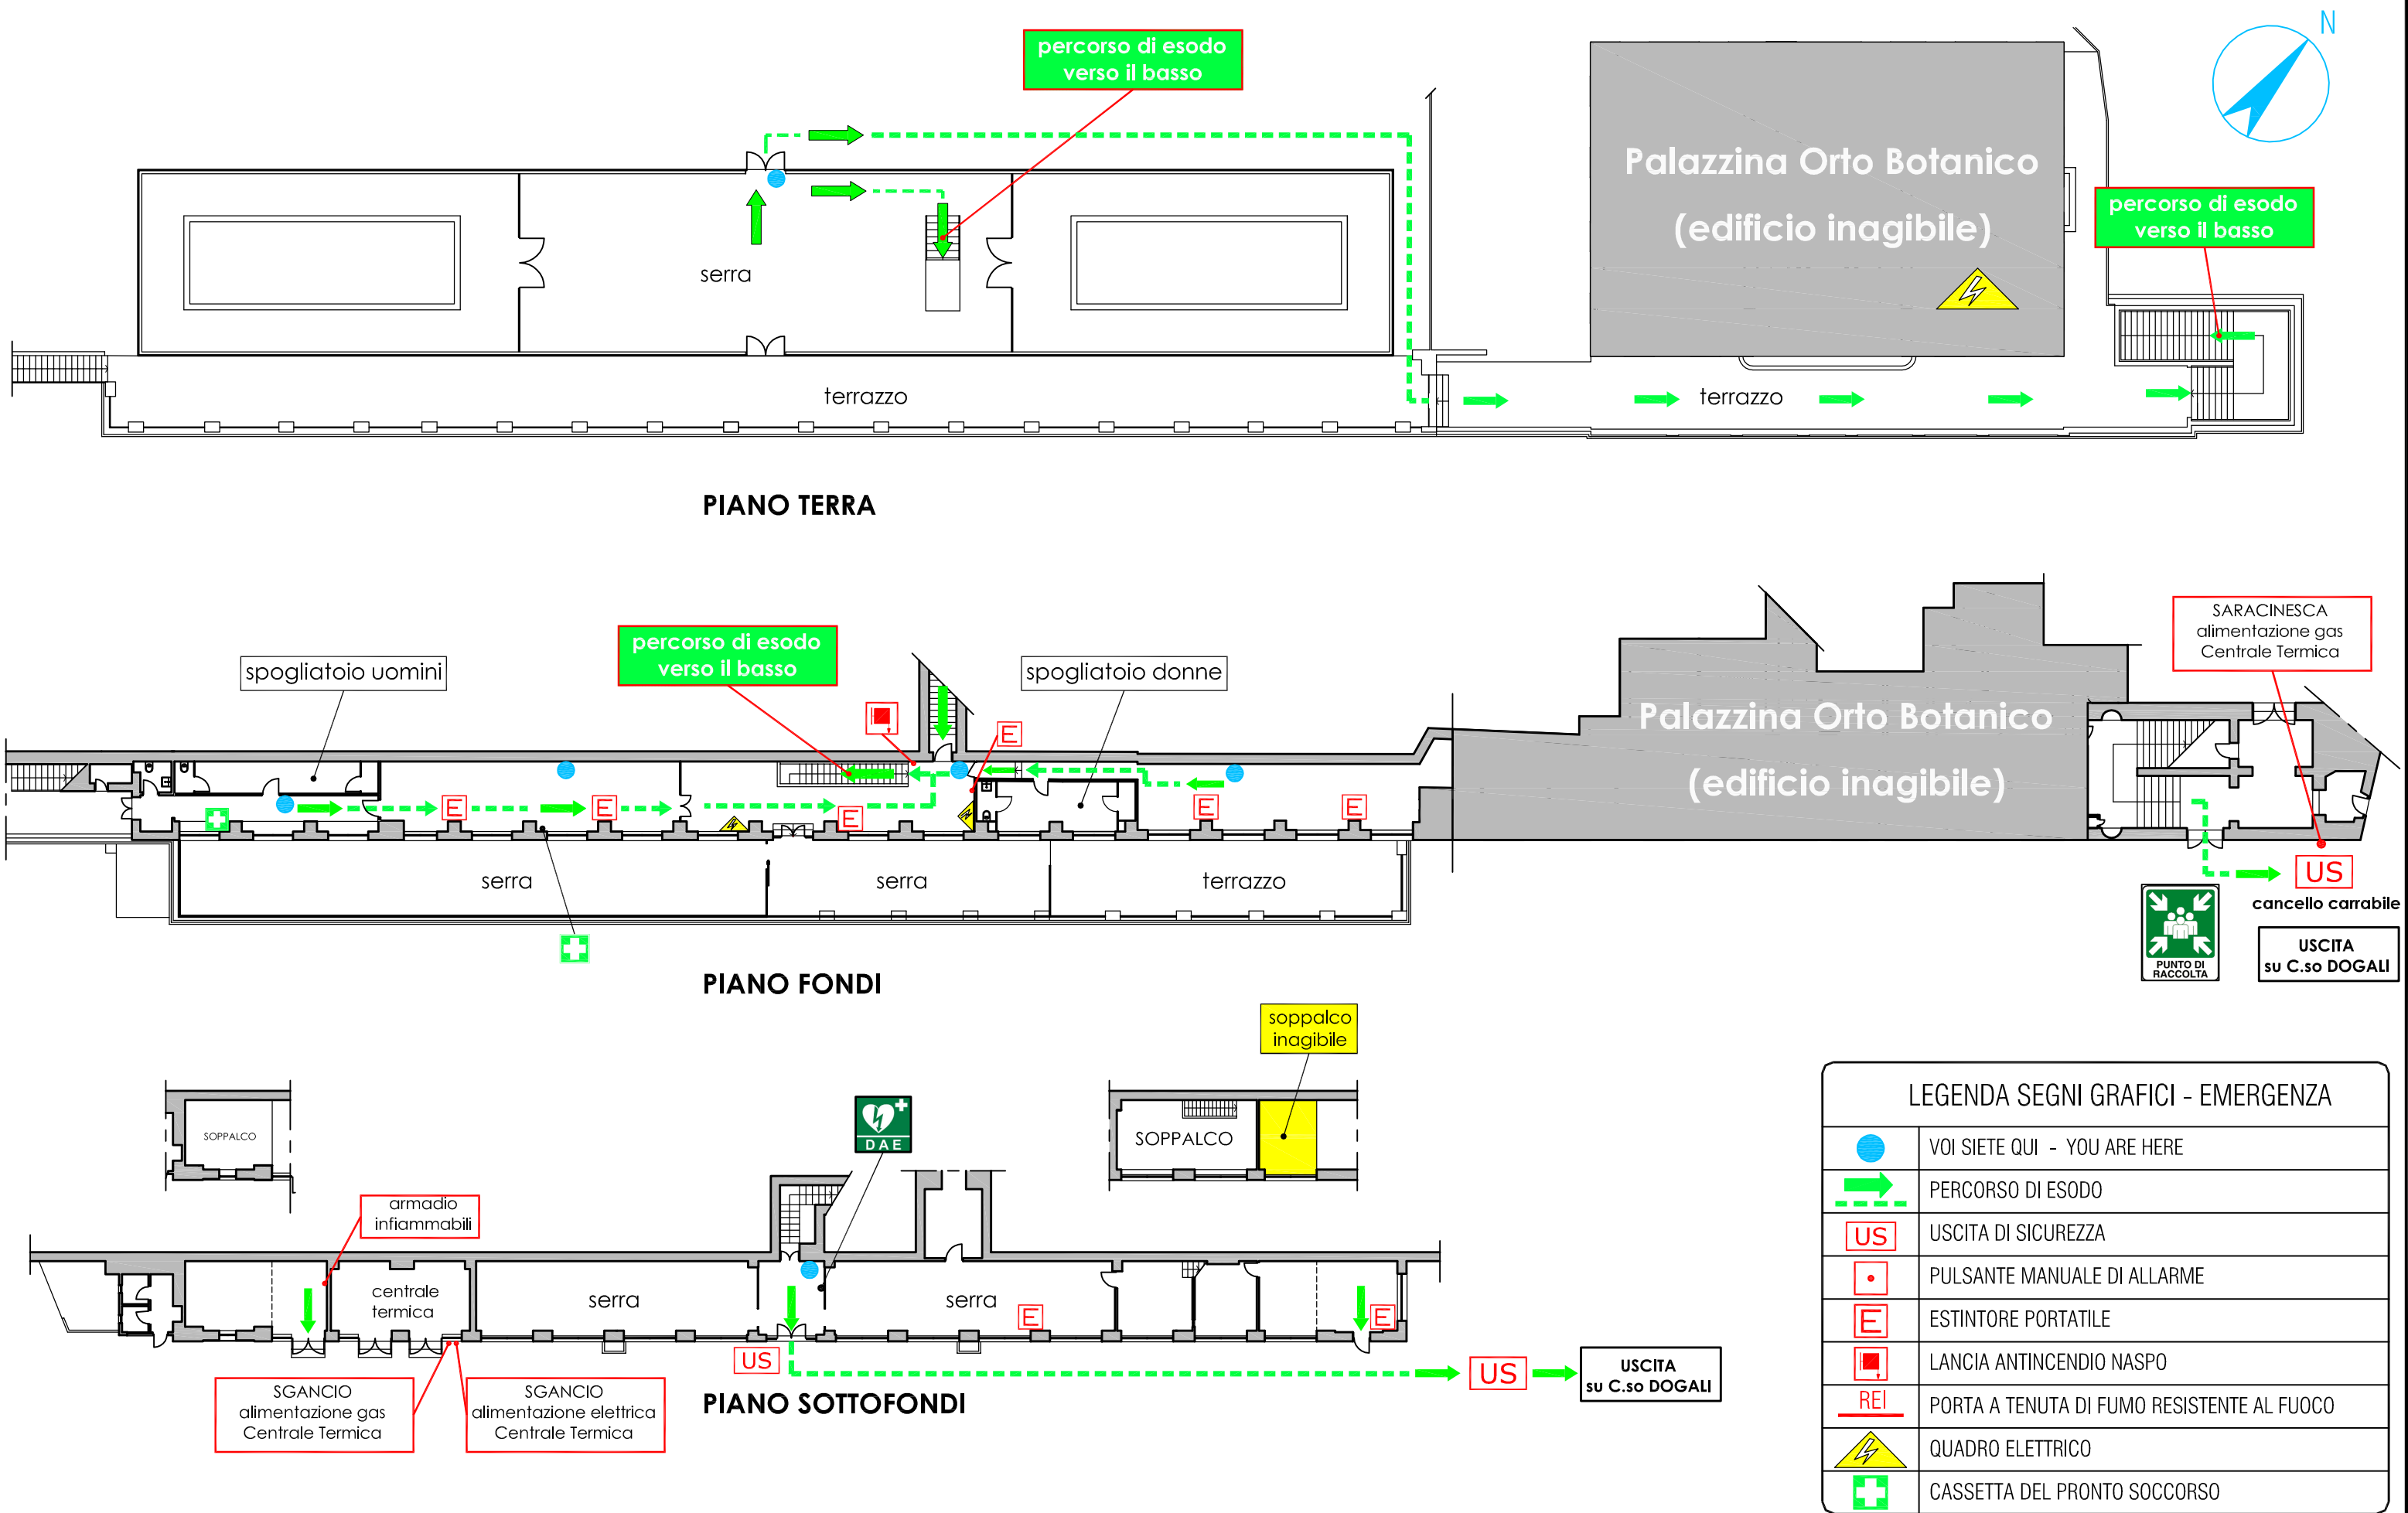 N
percorso di esodo
verso il basso
Palazzina Orto Botanico
(edificio inagibile)
percorso di esodo
verso il basso
serra
terrazzo
terrazzo
PIANO TERRA
SARACINESCA
alimentazione gas
Centrale Termica
percorso di esodo
verso il basso
spogliatoio uomini
spogliatoio donne
E
Palazzina Orto Botanico
(edificio inagibile)
E
E
E
E
E
serra
serra
terrazzo
US
cancello carrabile
PUNTO DI
RACCOLTA
USCITA
su C.so DOGALI
PIANO FONDI
soppalco
inagibile
SOPPALCO
DAE
SOPPALCO
armadio
infiammabili
centrale
termica
serra
serra
E
E
US
US
USCITA
su C.so DOGALI
SGANCIO
alimentazione gas
Centrale Termica
SGANCIO
alimentazione elettrica
Centrale Termica
PIANO SOTTOFONDI
LEGENDA SEGNI GRAFICI - EMERGENZA
VOI SIETE QUI - YOU ARE HERE
PERCORSO DI ESODO
US USCITA DI SICUREZZA
PULSANTE MANUALE DI ALLARME
E ESTINTORE PORTATILE
LANCIA ANTINCENDIO NASPO
REI PORTA A TENUTA DI FUMO RESISTENTE AL FUOCO
QUADRO ELETTRICO
CASSETTA DEL PRONTO SOCCORSO